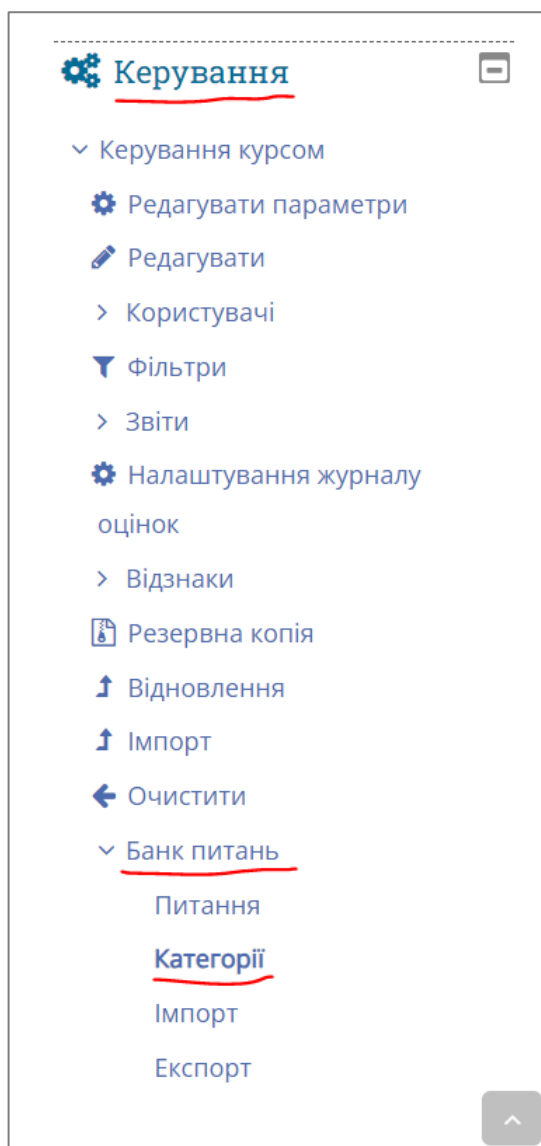 Керування
Керування курсом
Редагувати параметри
Редагувати
Користувачі
Фільтри
Звіти
Налаштування журналу
оцінок
Відзнаки
Резервна копія
Відновлення
Імпорт
Очистити
Банк питань
Питання
Категорії
Імпорт
Експорт